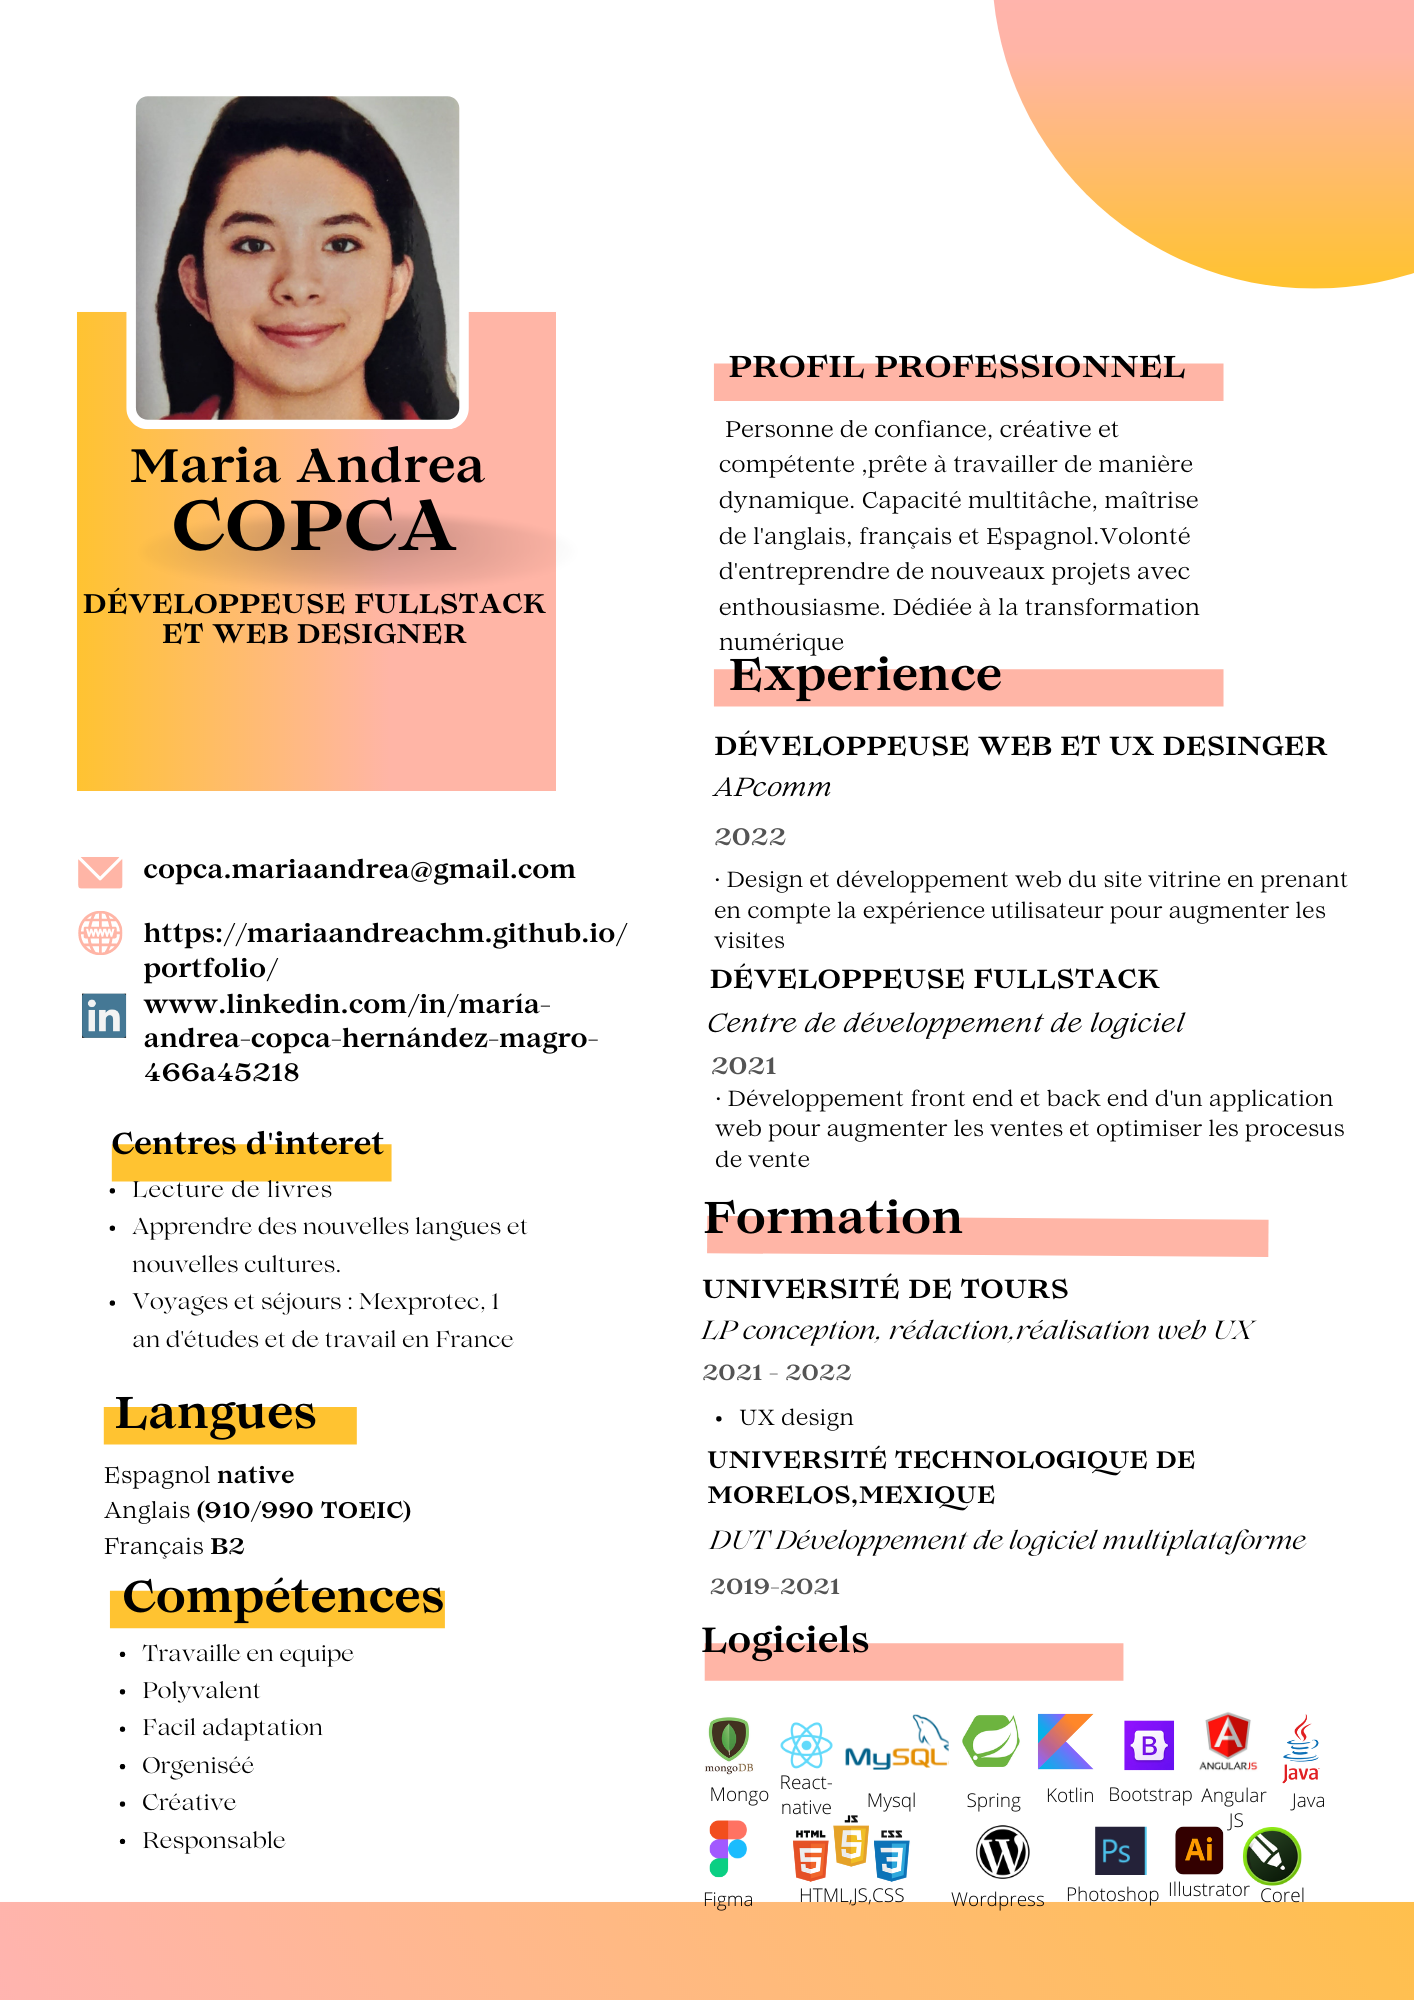 Maria Andrea
COPCA
DÉVELOPPEUSE FULLSTACK
ET WEB DESIGNER
copca.mariaandrea@gmail.com
www
https://mariaandreachm.github.io/
portfolio/
in
www.linkedin.com/in/maría-
andrea-copca-hernández-magro-
466a45218
Centres d'interet
• Lecture de livres
• Apprendre des nouvelles langues et
nouvelles cultures.
• Voyages et séjours : Mexprotec, 1
an d'études et de travail en France
Langues
Espagnol native
Anglais (910/990 TOEIC)
Français B2
Compétences
• Travaille en equipe
• Polyvalent
• Facil adaptation
• Orgeniséé
• Créative
• Responsable
PROFIL PROFESSIONNEL
Personne de confiance, créative et
compétente ,prête à travailler de manière
dynamique. Capacité multitâche, maîtrise
de l'anglais, français et Espagnol.Volonté
d'entreprendre de nouveaux projets avec
enthousiasme. Dédiée à la transformation
numérique
Experience
DÉVELOPPEUSE WEB ET UX DESINGER
APcomm
2022
· Design et développement web du site vitrine en prenant
en compte la expérience utilisateur pour augmenter les
visites
DÉVELOPPEUSE FULLSTACK
Centre de développement de logiciel
2021
· Développement front end et back end d'un application
web pour augmenter les ventes et optimiser les procesus
de vente
Formation
UNIVERSITÉ DE TOURS
LP conception, rédaction,réalisation web UX
2021 - 2022
• UX design
UNIVERSITÉ TECHNOLOGIQUE DE
MORELOS,MEXIQUE
DUT Développement de logiciel multiplataforme
2019-2021
Logiciels
mongoDB
MySQL
B
A
ANGULARJS
Java
Mongo
React-
native
Mysql
Spring
Kotlin
Bootstrap
Angular
JS
Java
HTML
5
JS
5
CSS
3
W
Ps
Ai
Figma
HTML,JS,CSS
Wordpress
Photoshop
Illustrator
Corel